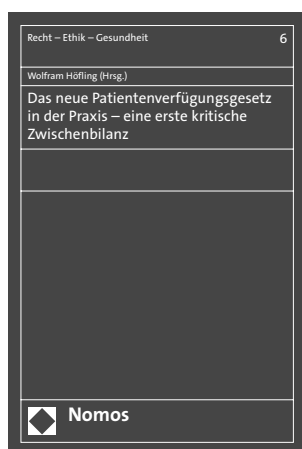 Recht – Ethik – Gesundheit 6
Wolfram Höfling (Hrsg.)
Das neue Patientenverfügungsgesetz
in der Praxis – eine erste kritische
Zwischenbilanz
Nomos